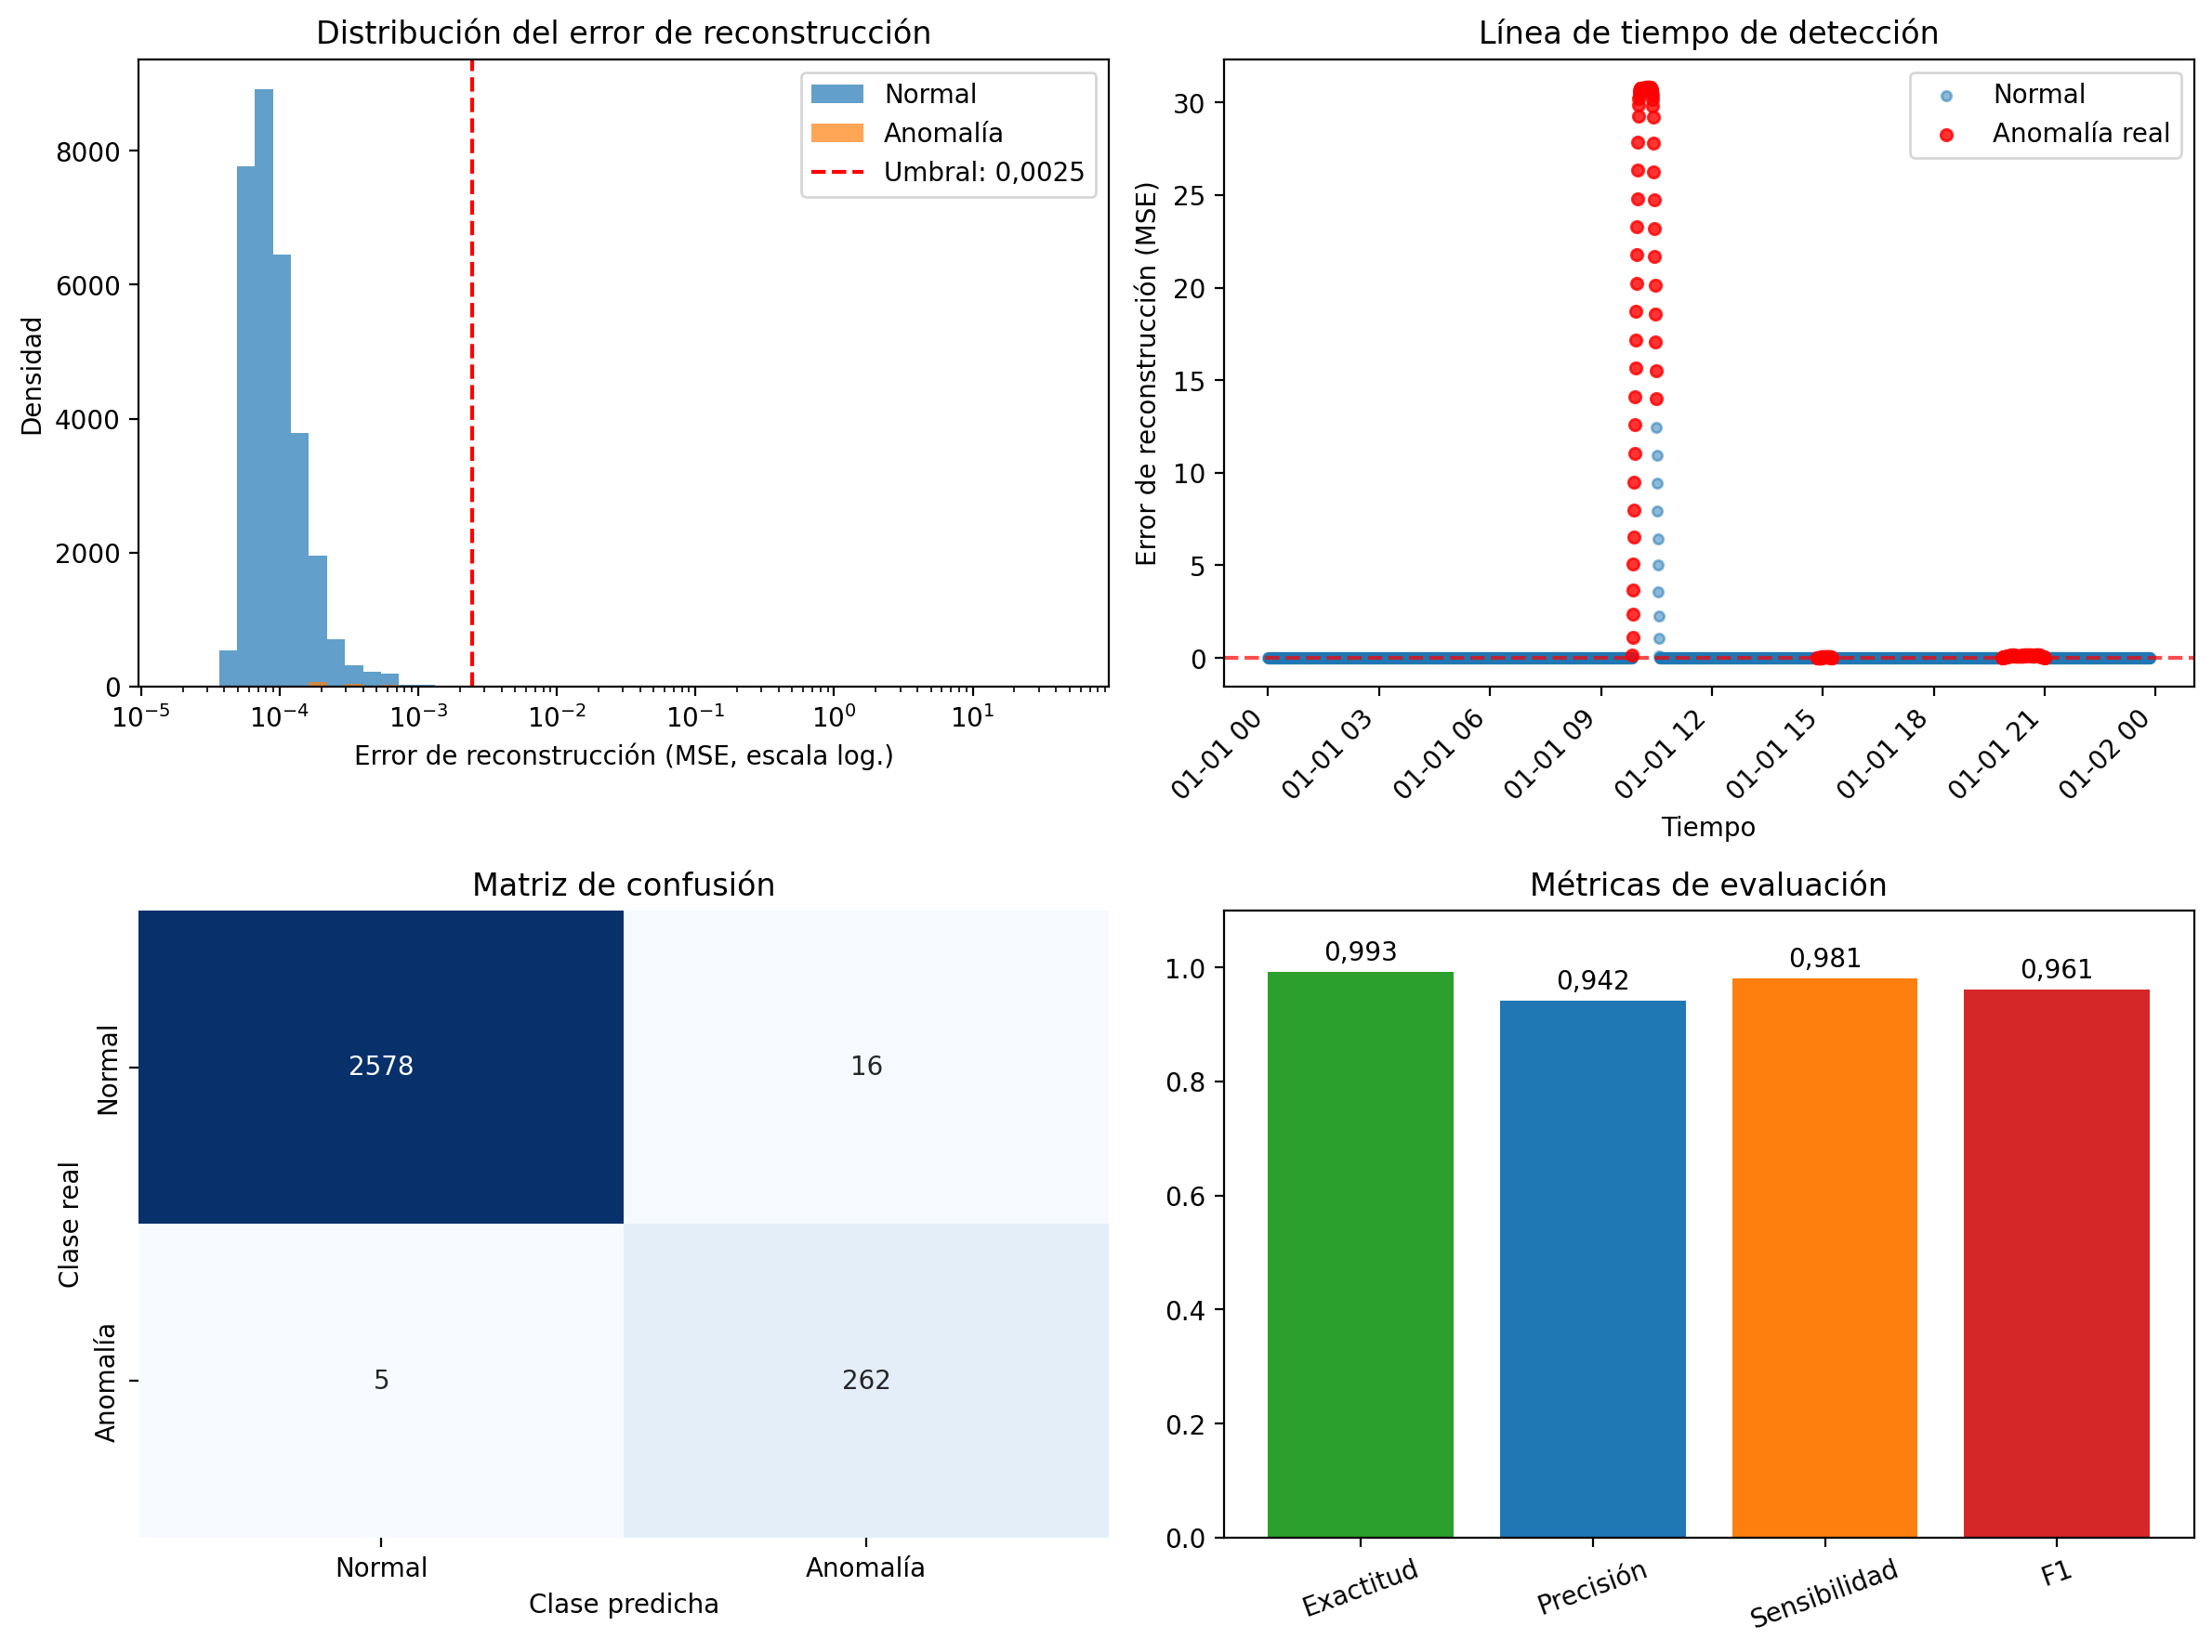 Distribución del error de reconstrucción
Densidad
8000
6000
4000
2000
0
Normal
Anomalía
Umbral: 0,0025
10⁻⁵ 10⁻⁴ 10⁻³ 10⁻² 10⁻¹ 10⁰ 10¹
Error de reconstrucción (MSE, escala log.)
Línea de tiempo de detección
Error de reconstrucción (MSE)
30
25
20
15
10
5
0
Normal
Anomalía real
01-01 00
01-01 03
01-01 06
01-01 09
01-01 12
01-01 15
01-01 18
01-01 21
01-02 00
Tiempo
Matriz de confusión
Clase real
Normal
Anomalía
2578 16
5 262
Normal Anomalía
Clase predicha
Métricas de evaluación
1.0
0.8
0.6
0.4
0.2
0.0
0,993
0,942
0,981
0,961
Exactitud
Precisión
Sensibilidad
F1